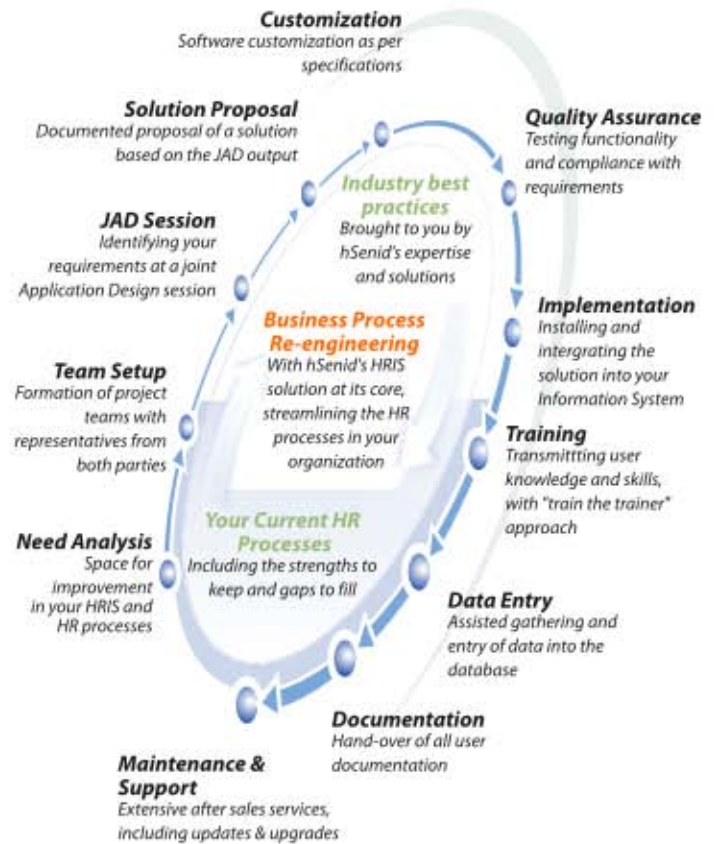 Customization
Software customization as per
specifications
Solution Proposal
Documented proposal of a solution
based on the JAD output
Quality Assurance
Testing functionality
and compliance with
requirements
Industry best
practices
Brought to you by
hSenid's expertise
and solutions
JAD Session
Identifying your
requirements at a joint
Application Design session
Implementation
Installing and
intergrating the
solution into your
Information System
Business Process
Re-engineering
With hSenid's HRIS
solution at its core,
streamlining the HR
processes in your
organization
Team Setup
Formation of project
teams with
representatives from
both parties
Training
Transmittting user
knowledge and skills,
with "train the trainer"
approach
Your Current HR
Processes
Including the strengths to
keep and gaps to fill
Need Analysis
Space for
improvement
in your HRIS and
HR processes
Data Entry
Assisted gathering and
entry of data into the
database
Documentation
Hand-over of all user
documentation
Maintenance &
Support
Extensive after sales services,
including updates & upgrades